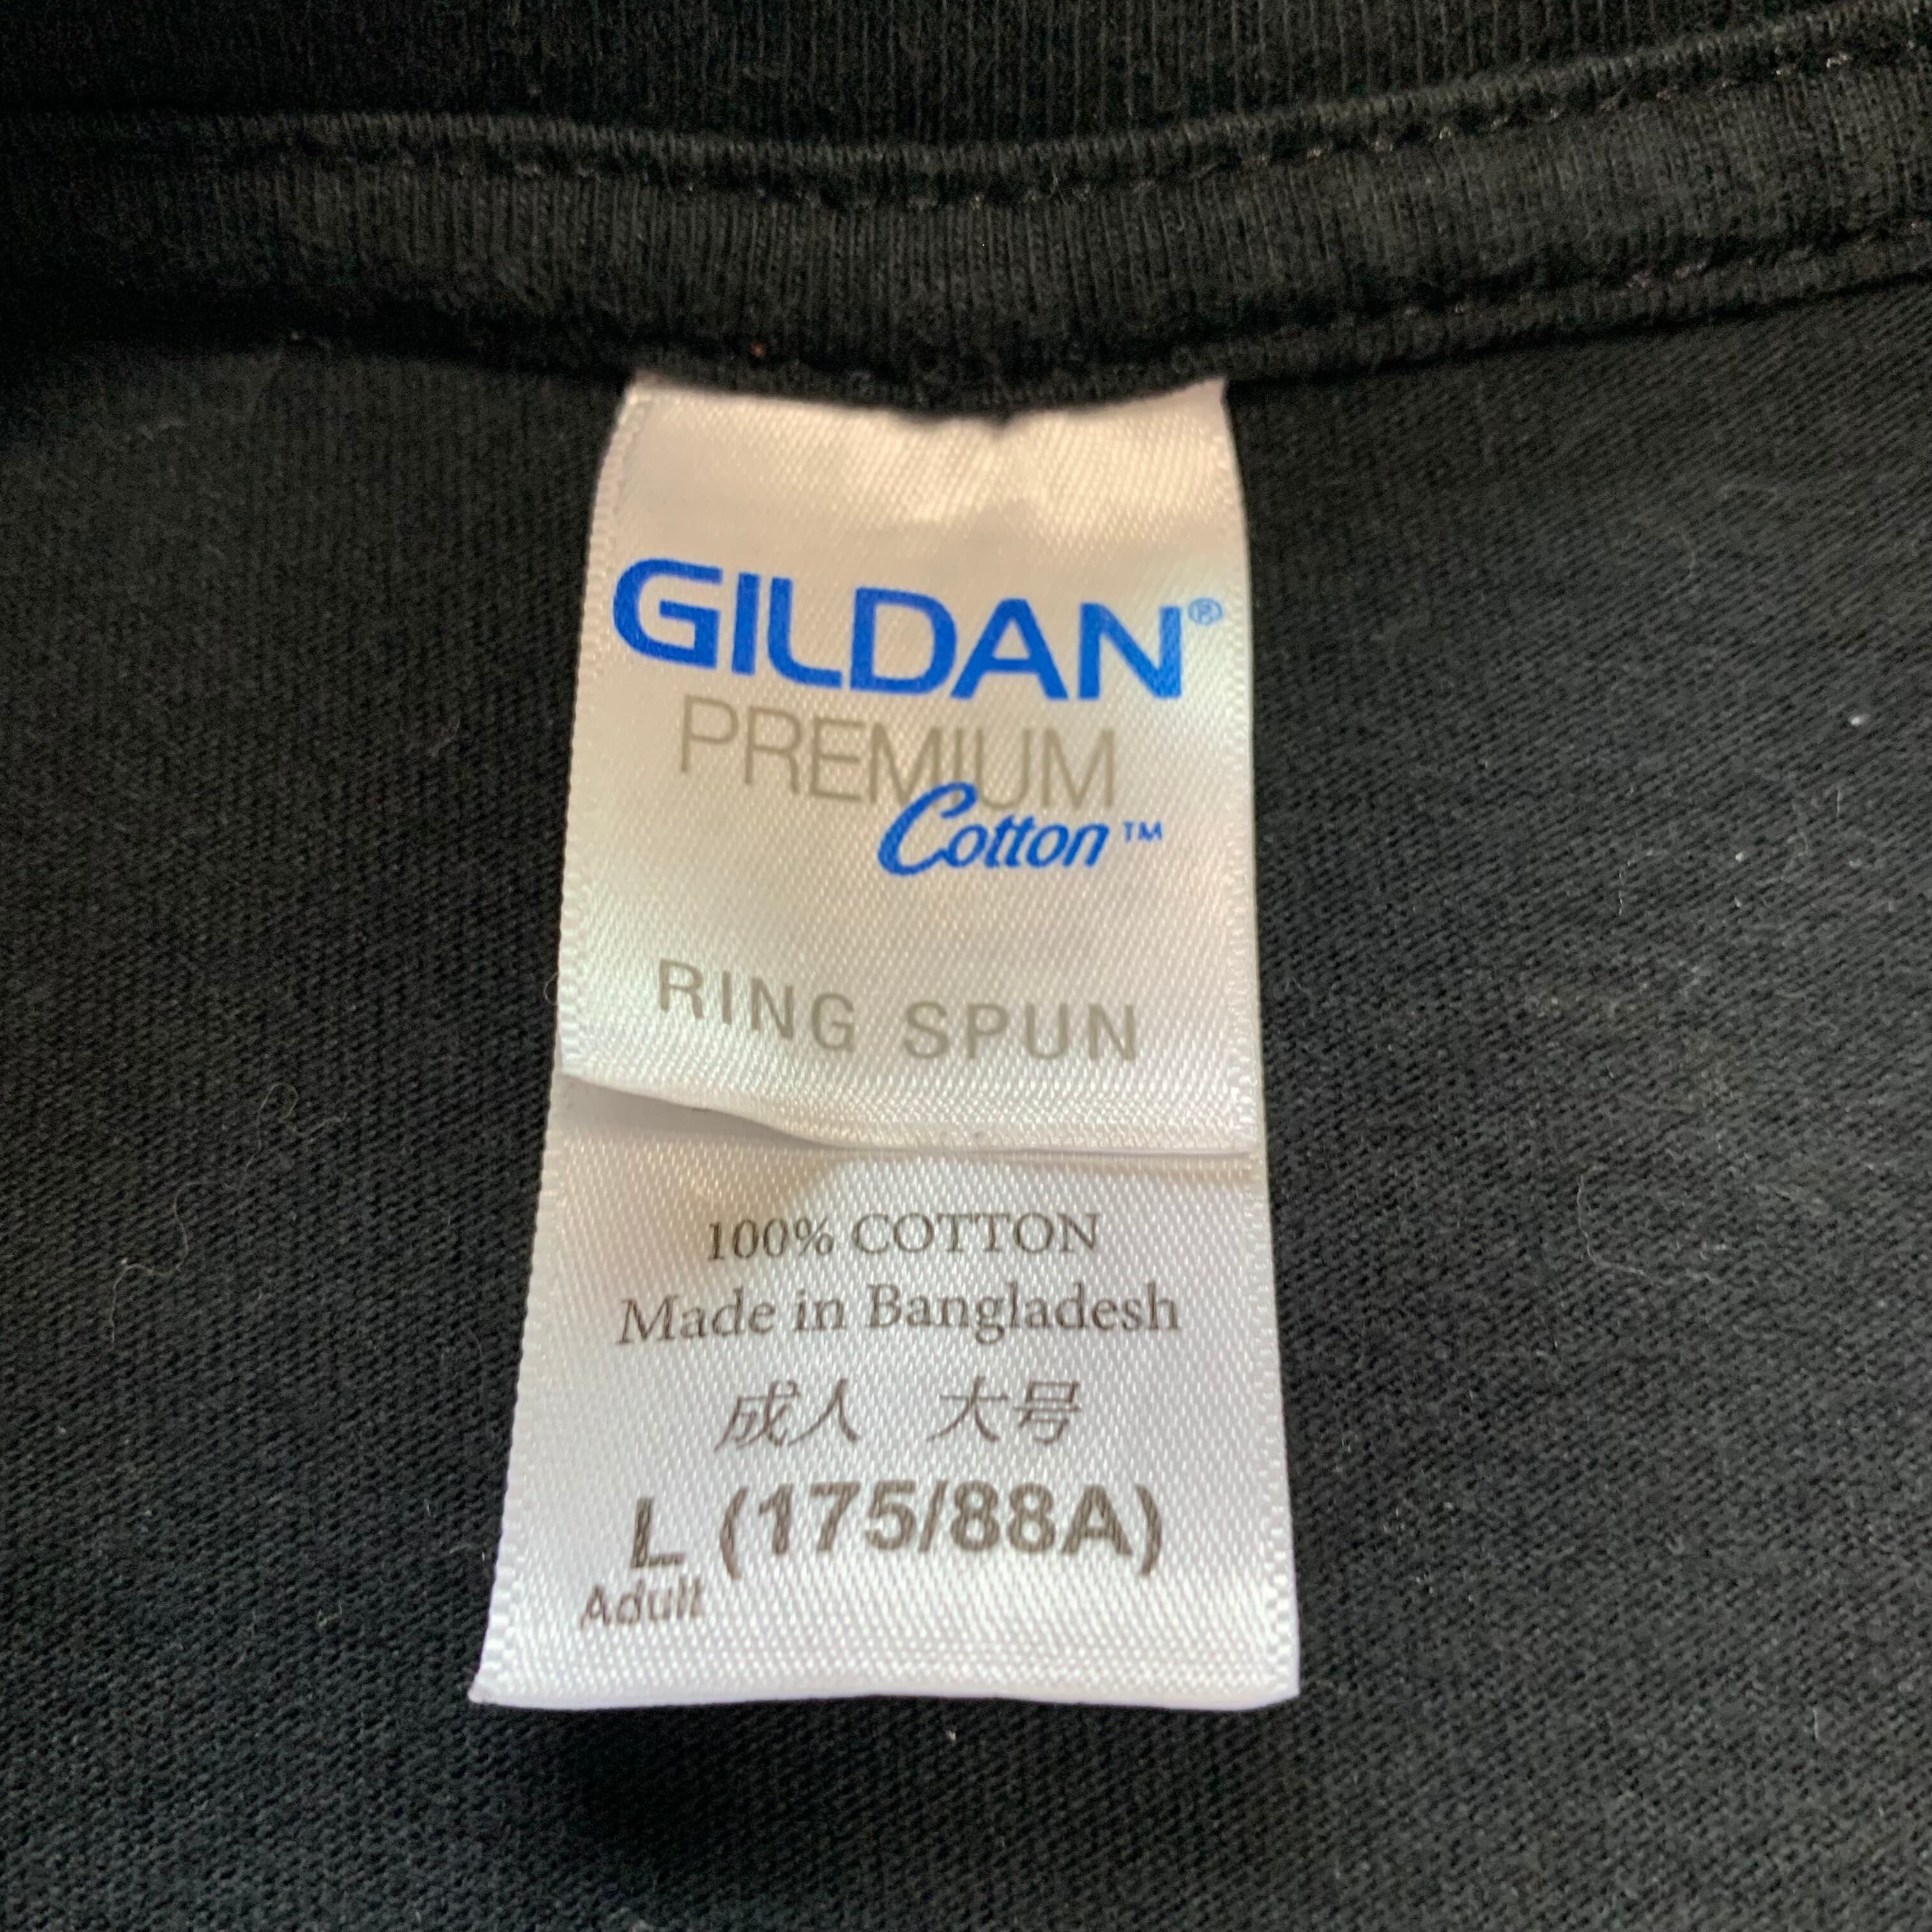 GILDAN®
PREMIUM
Cotton™
RING SPUN
100% COTTON
Made in Bangladesh
成人 大号
L (175/88A)
Adult